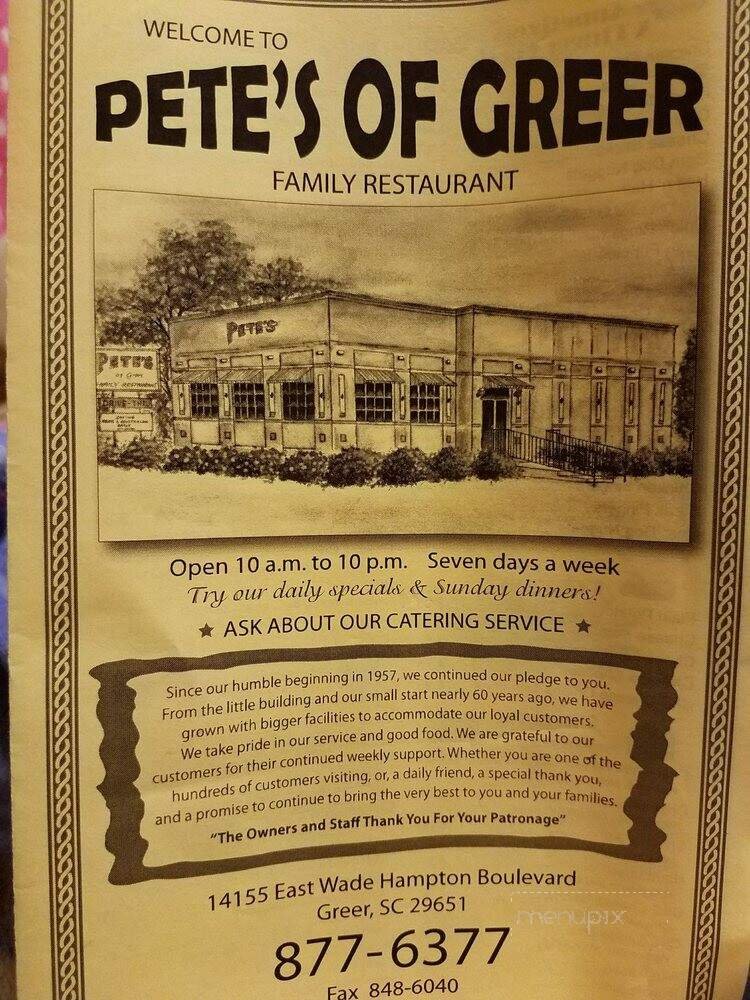 WELCOME TO
PETE'S OF GREER
FAMILY RESTAURANT
PETE'S
PETE'S
OF Greer
FAMILY RESTAURANT
DRIVE-THRU
Open 10 a.m. to 10 p.m. Seven days a week
Try our daily specials & Sunday dinners!
★ ASK ABOUT OUR CATERING SERVICE ★
Since our humble beginning in 1957, we continued our pledge to you.
From the little building and our small start nearly 60 years ago, we have
grown with bigger facilities to accommodate our loyal customers.
We take pride in our service and good food. We are grateful to our
customers for their continued weekly support. Whether you are one of the
hundreds of customers visiting, or, a daily friend, a special thank you,
and a promise to continue to bring the very best to you and your families.
"The Owners and Staff Thank You For Your Patronage"
14155 East Wade Hampton Boulevard
Greer, SC 29651
menupix
877-6377
Fax 848-6040